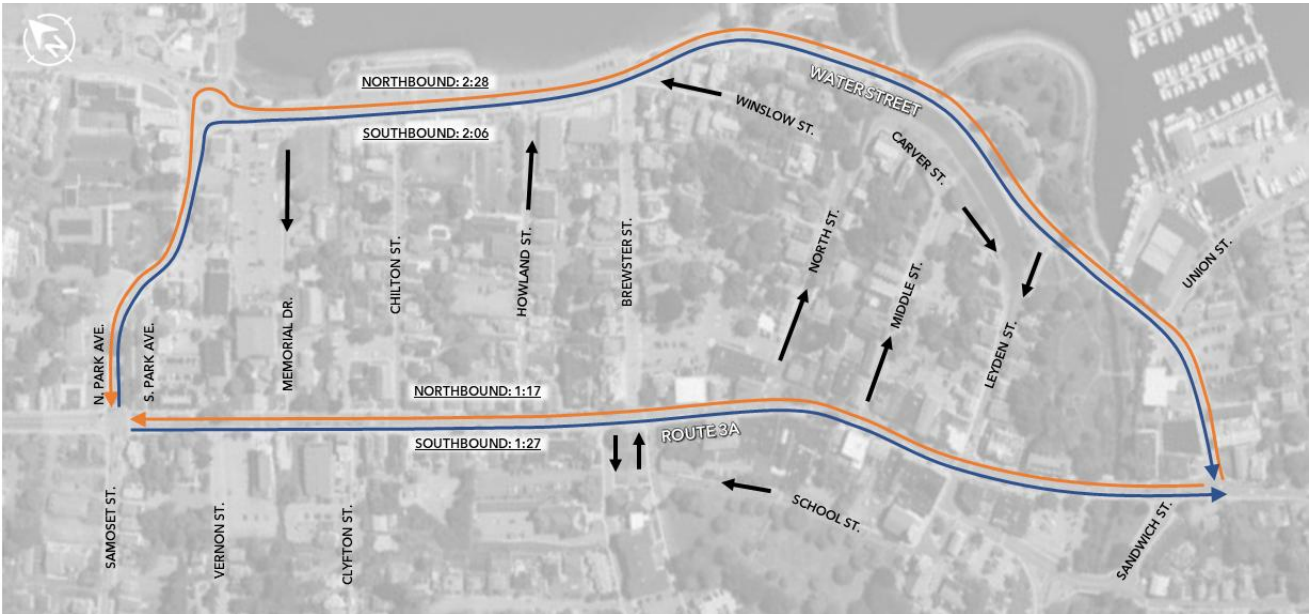 N
NORTHBOUND: 2:28
SOUTHBOUND: 2:06
WATER STREET
WINSLOW ST.
CARVER ST.
NORTH ST.
MIDDLE ST.
LEYDEN ST.
UNION ST.
N. PARK AVE.
S. PARK AVE.
MEMORIAL DR.
CHILTON ST.
HOWLAND ST.
BREWSTER ST.
NORTHBOUND: 1:17
SOUTHBOUND: 1:27
ROUTE 3A
SAMOSET ST.
VERNON ST.
CLYFTON ST.
SCHOOL ST.
SANDWICH ST.